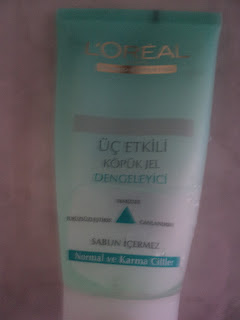 L'ORÉAL
ÜÇ ETKİLİ
KÖPÜK JEL
DENGELEYİCİ
SABUN İÇERMEZ
Normal ve Karma Ciltler